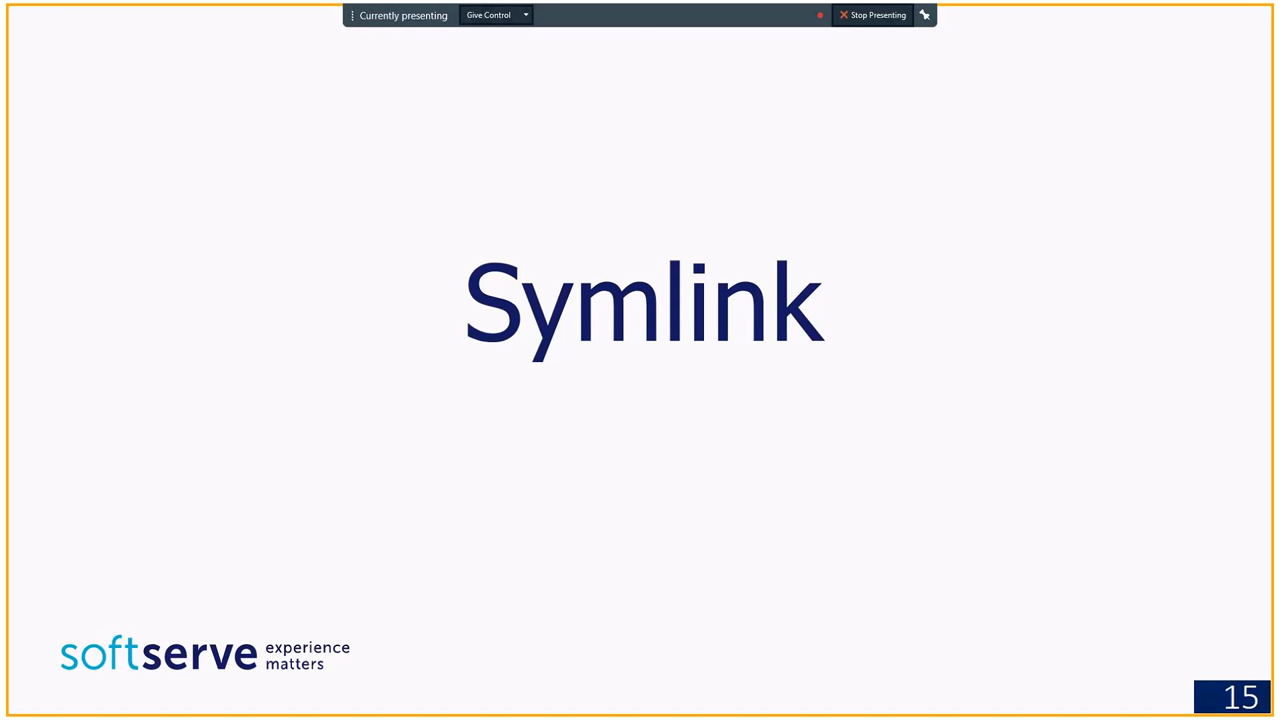 Currently presenting Give Control Stop Presenting
Symlink
softserve experience
matters
15